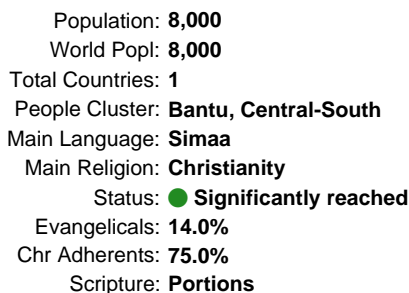 Population: 8,000
World Popl: 8,000
Total Countries: 1
People Cluster: Bantu, Central-South
Main Language: Simaa
Main Religion: Christianity
Status: Significantly reached
Evangelicals: 14.0%
Chr Adherents: 75.0%
Scripture: Portions